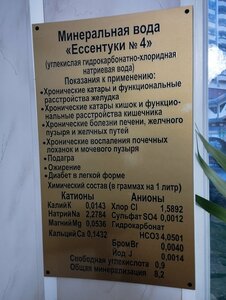 Минеральная вода
«Ессентуки № 4»
(углекислая гидрокарбонатно-хлоридная
натриевая вода)
Показания к применению:
•Хронические катары и функциональные
расстройства желудка
•Хронические катары кишок и функцио-
нальные расстройства кишечника
•Хронические болезни печени, желчного
пузыря и желчных путей
•Хронические воспаления почечных
лоханок и мочевого пузыря
•Подагра
•Ожирение
•Диабет в легкой форме
Химический состав (в граммах на 1 литр)
Катионы Анионы
Калий К 0,0143 Хлор Cl 1,5892
Натрий Na 2,2784 Сульфат SO4 0,0012
Магний Mg 0,0536 Гидрокарбонат
HCO3 4,0501
Кальций Ca 0,1432 Бром Br 0,0040
Йод J 0,0014
Свободная углекислота 0,9
Общая минерализация 8,2